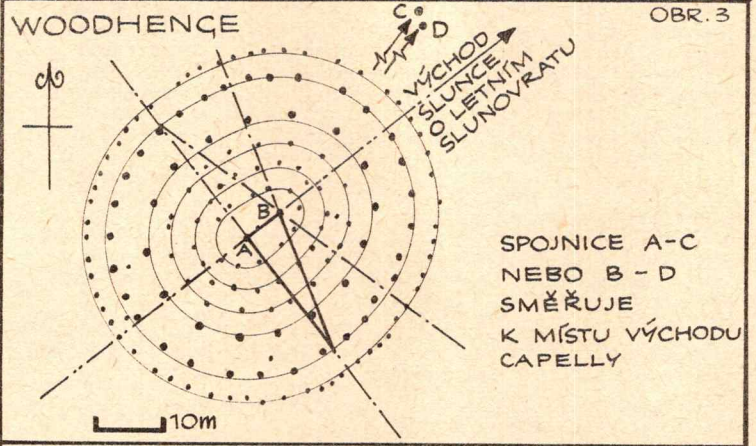 WOODHENGE
OBR. 3
C
D
VÝCHOD
SLUNCE
O LETNÍM
SLUNOVRATU
B
A
SPOJNICE A-C
NEBO B - D
SMĚŘUJE
K MÍSTU VÝCHODU
CAPELLY
10m